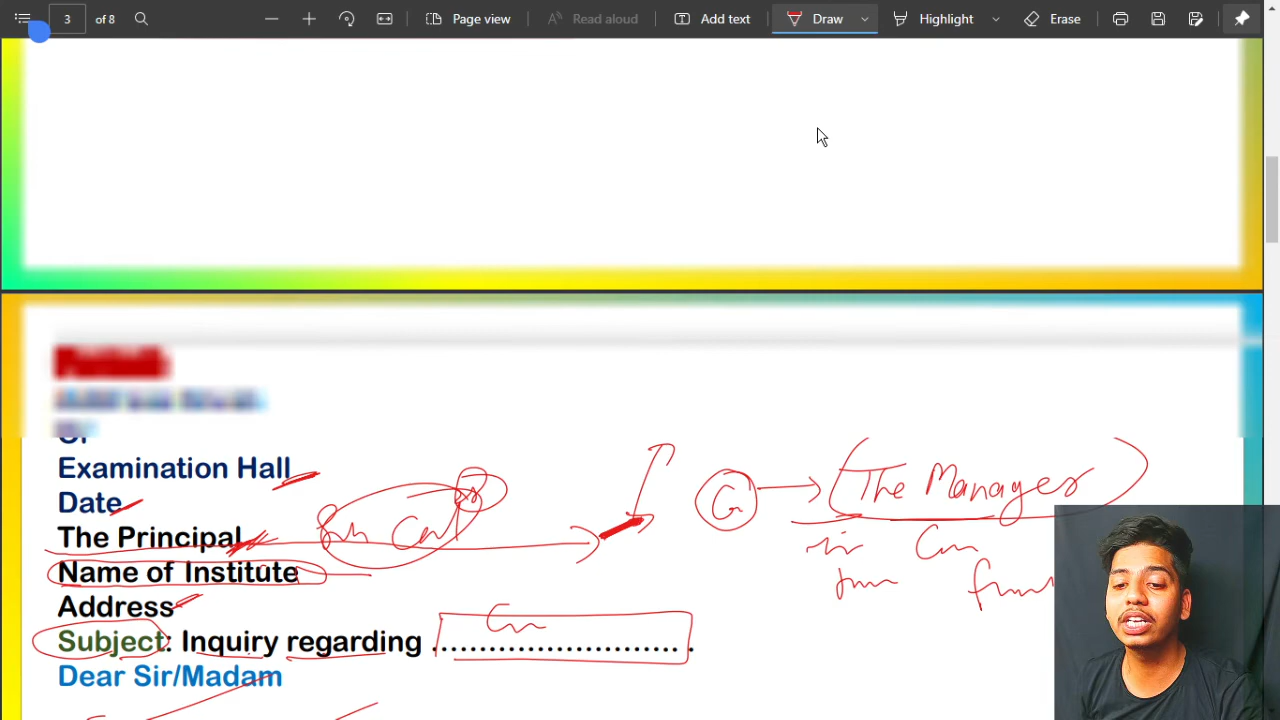 3 of 8 Page view Read aloud Add text Draw Highlight Erase
Or
Examination Hall
Date
The Principal
The Manager
Name of Institute
Address
Subject: Inquiry regarding ............................ .
Dear Sir/Madam